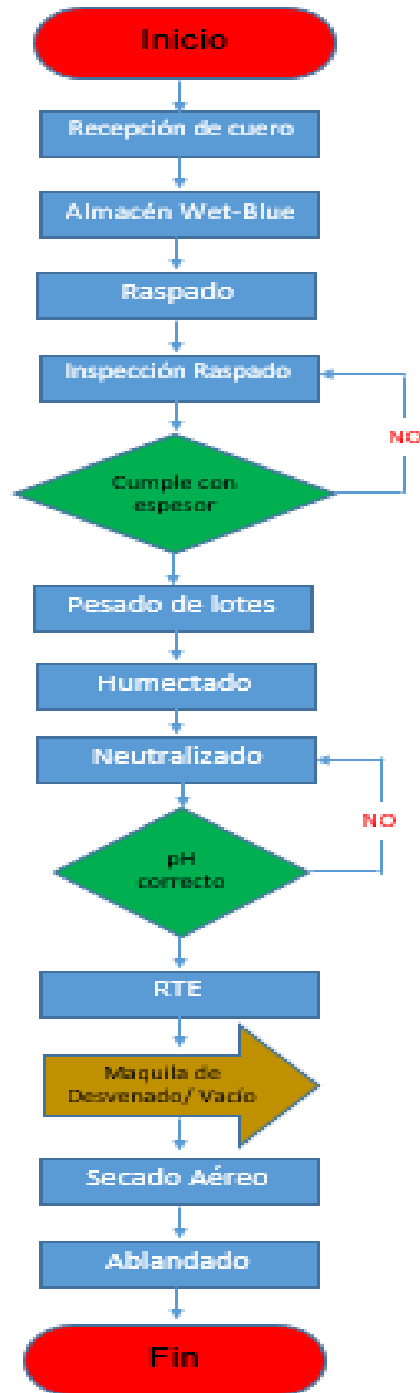 Inicio
Recepción de cuero
Almacén Wet-Blue
Raspado
Inspección Raspado
NO
Cumple con
espesor
Pesado de lotes
Humectado
Neutralizado
NO
pH
correcto
RTE
Maquila de
Desvenado/ Vacío
Secado Aéreo
Ablandado
Fin